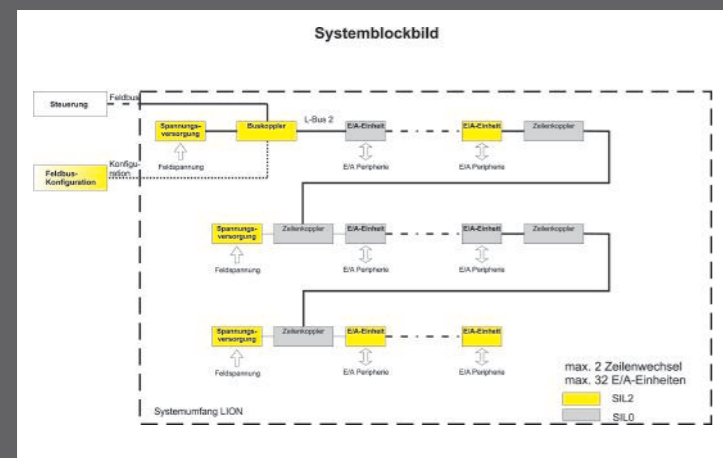 Systemblockbild
Steuerung
Feldbus
Spannungs-
versorgung
Buskoppler
L-Bus 2
E/A-Einheit
E/A-Einheit
Zeilenkoppler
Feldbus-
Konfiguration
Konfigu-
ration
Feldspannung
E/A Peripherie
E/A Peripherie
Spannungs-
versorgung
Zeilenkoppler
E/A-Einheit
E/A-Einheit
Zeilenkoppler
Feldspannung
E/A Peripherie
E/A Peripherie
Spannungs-
versorgung
Zeilenkoppler
E/A-Einheit
E/A-Einheit
Feldspannung
E/A Peripherie
E/A Peripherie
max. 2 Zeilenwechsel
max. 32 E/A-Einheiten
SIL2
SIL0
Systemumfang LION